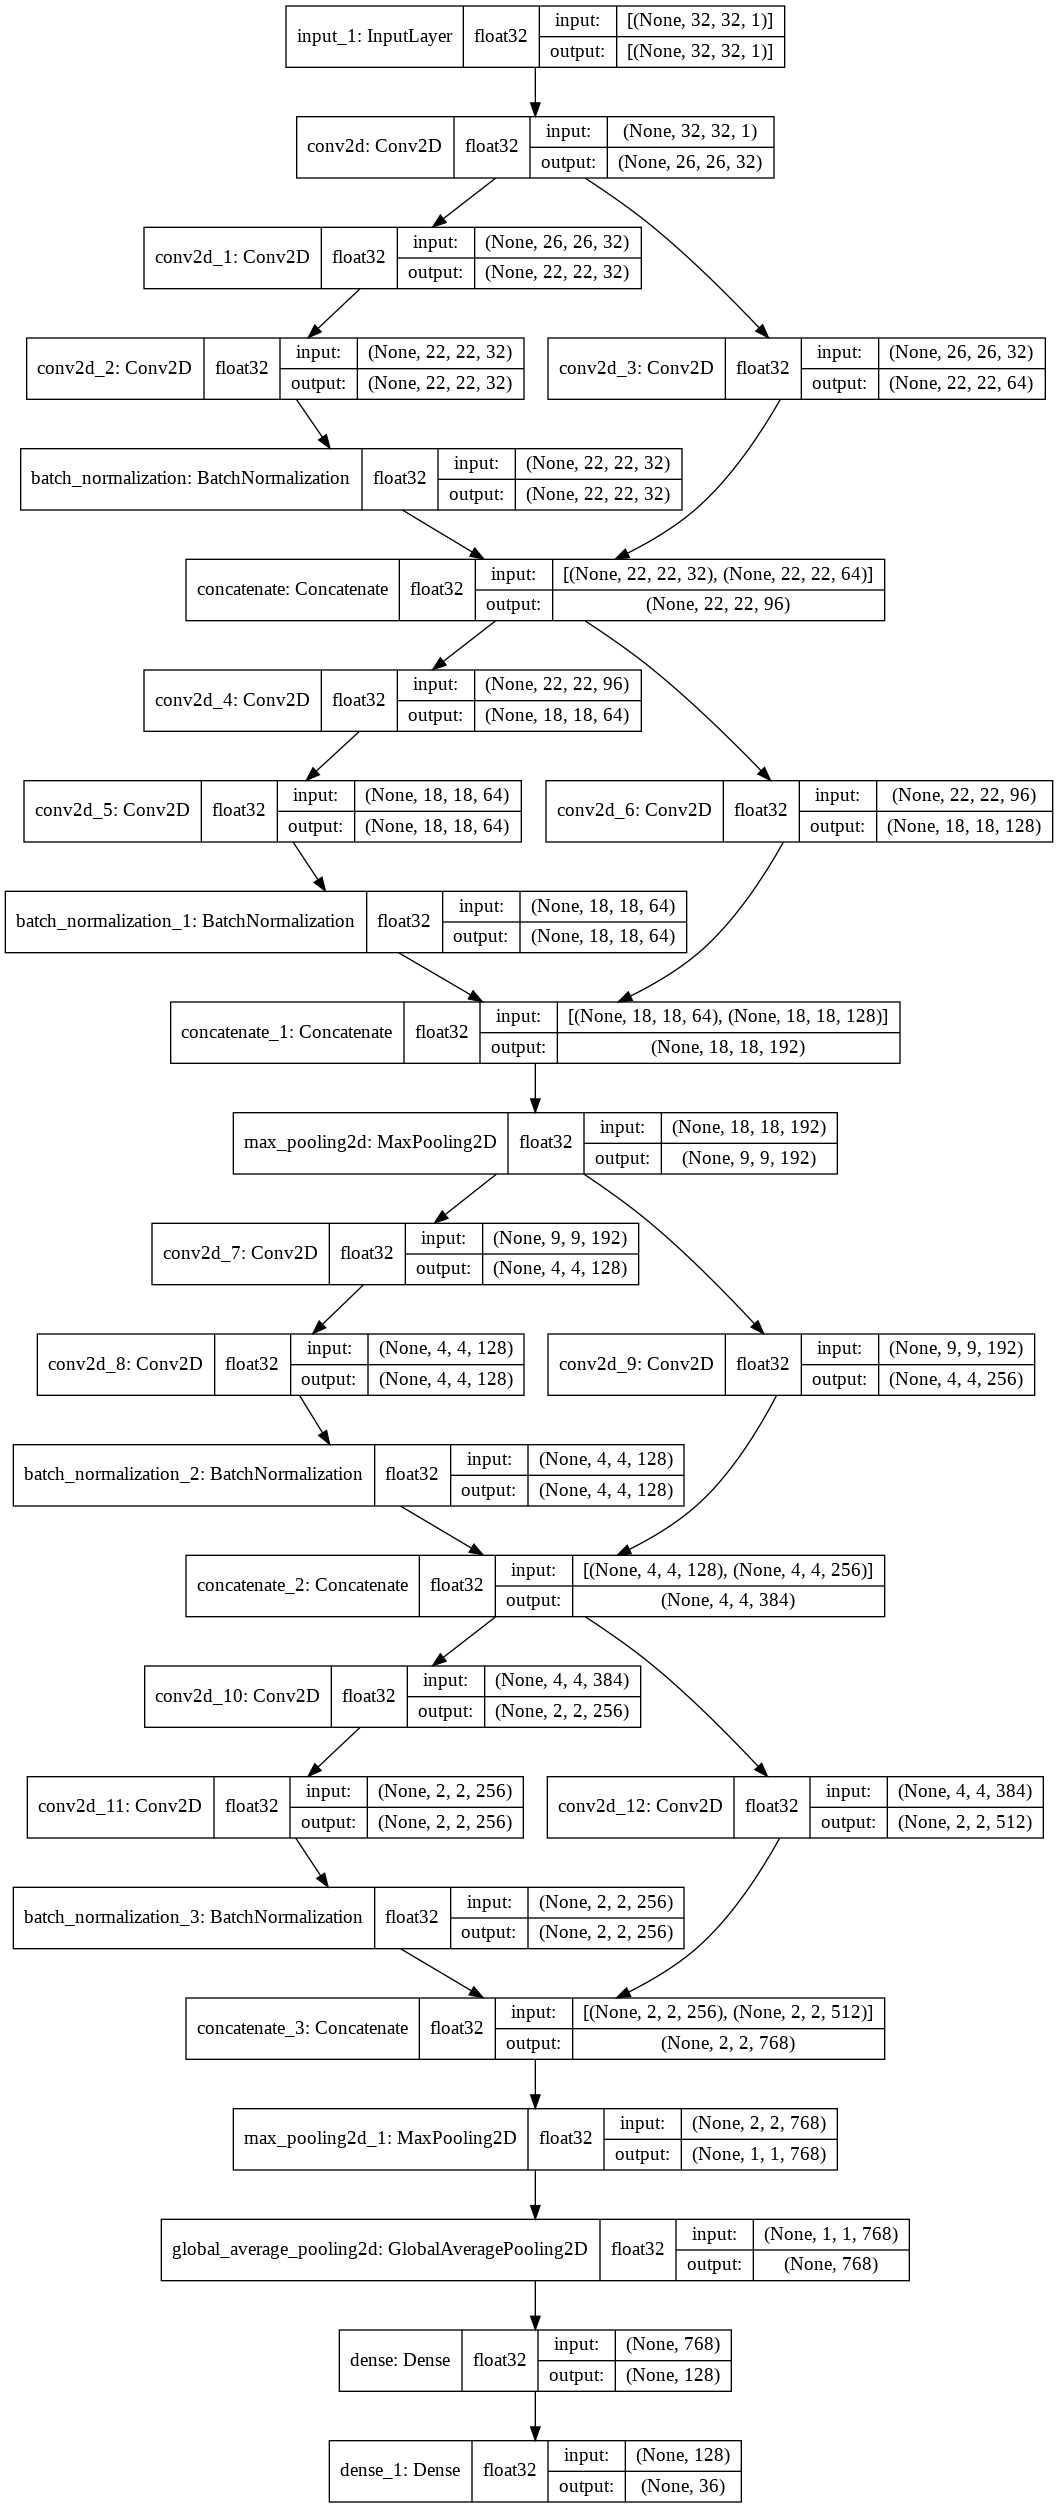 input_1: InputLayer float32 input: [(None, 32, 32, 1)]
output: [(None, 32, 32, 1)]
conv2d: Conv2D float32 input: (None, 32, 32, 1)
output: (None, 26, 26, 32)
conv2d_1: Conv2D float32 input: (None, 26, 26, 32)
output: (None, 22, 22, 32)
conv2d_2: Conv2D float32 input: (None, 22, 22, 32)
output: (None, 22, 22, 32)
conv2d_3: Conv2D float32 input: (None, 26, 26, 32)
output: (None, 22, 22, 64)
batch_normalization: BatchNormalization float32 input: (None, 22, 22, 32)
output: (None, 22, 22, 32)
concatenate: Concatenate float32 input: [(None, 22, 22, 32), (None, 22, 22, 64)]
output: (None, 22, 22, 96)
conv2d_4: Conv2D float32 input: (None, 22, 22, 96)
output: (None, 18, 18, 64)
conv2d_5: Conv2D float32 input: (None, 18, 18, 64)
output: (None, 18, 18, 64)
conv2d_6: Conv2D float32 input: (None, 22, 22, 96)
output: (None, 18, 18, 128)
batch_normalization_1: BatchNormalization float32 input: (None, 18, 18, 64)
output: (None, 18, 18, 64)
concatenate_1: Concatenate float32 input: [(None, 18, 18, 64), (None, 18, 18, 128)]
output: (None, 18, 18, 192)
max_pooling2d: MaxPooling2D float32 input: (None, 18, 18, 192)
output: (None, 9, 9, 192)
conv2d_7: Conv2D float32 input: (None, 9, 9, 192)
output: (None, 4, 4, 128)
conv2d_8: Conv2D float32 input: (None, 4, 4, 128)
output: (None, 4, 4, 128)
conv2d_9: Conv2D float32 input: (None, 9, 9, 192)
output: (None, 4, 4, 256)
batch_normalization_2: BatchNormalization float32 input: (None, 4, 4, 128)
output: (None, 4, 4, 128)
concatenate_2: Concatenate float32 input: [(None, 4, 4, 128), (None, 4, 4, 256)]
output: (None, 4, 4, 384)
conv2d_10: Conv2D float32 input: (None, 4, 4, 384)
output: (None, 2, 2, 256)
conv2d_11: Conv2D float32 input: (None, 2, 2, 256)
output: (None, 2, 2, 256)
conv2d_12: Conv2D float32 input: (None, 4, 4, 384)
output: (None, 2, 2, 512)
batch_normalization_3: BatchNormalization float32 input: (None, 2, 2, 256)
output: (None, 2, 2, 256)
concatenate_3: Concatenate float32 input: [(None, 2, 2, 256), (None, 2, 2, 512)]
output: (None, 2, 2, 768)
max_pooling2d_1: MaxPooling2D float32 input: (None, 2, 2, 768)
output: (None, 1, 1, 768)
global_average_pooling2d: GlobalAveragePooling2D float32 input: (None, 1, 1, 768)
output: (None, 768)
dense: Dense float32 input: (None, 768)
output: (None, 128)
dense_1: Dense float32 input: (None, 128)
output: (None, 36)